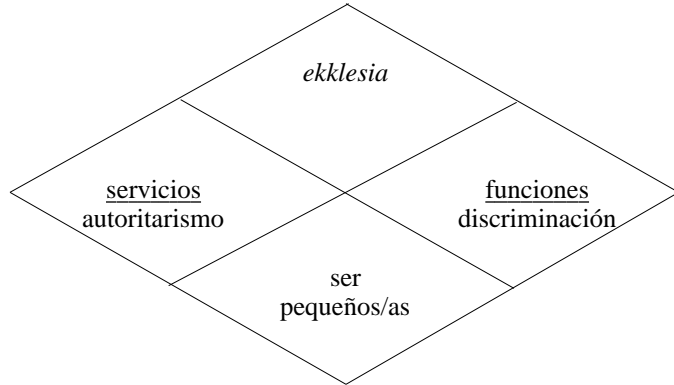 ekklesia
servicios
autoritarismo
funciones
discriminación
ser
pequeños/as